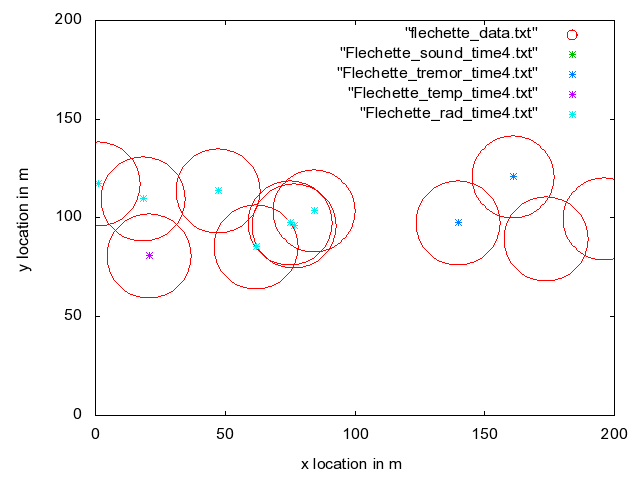 200
150
100
50
0
0
50
100
150
200
y location in m
x location in m
"flechette_data.txt"
"Flechette_sound_time4.txt"
"Flechette_tremor_time4.txt"
"Flechette_temp_time4.txt"
"Flechette_rad_time4.txt"